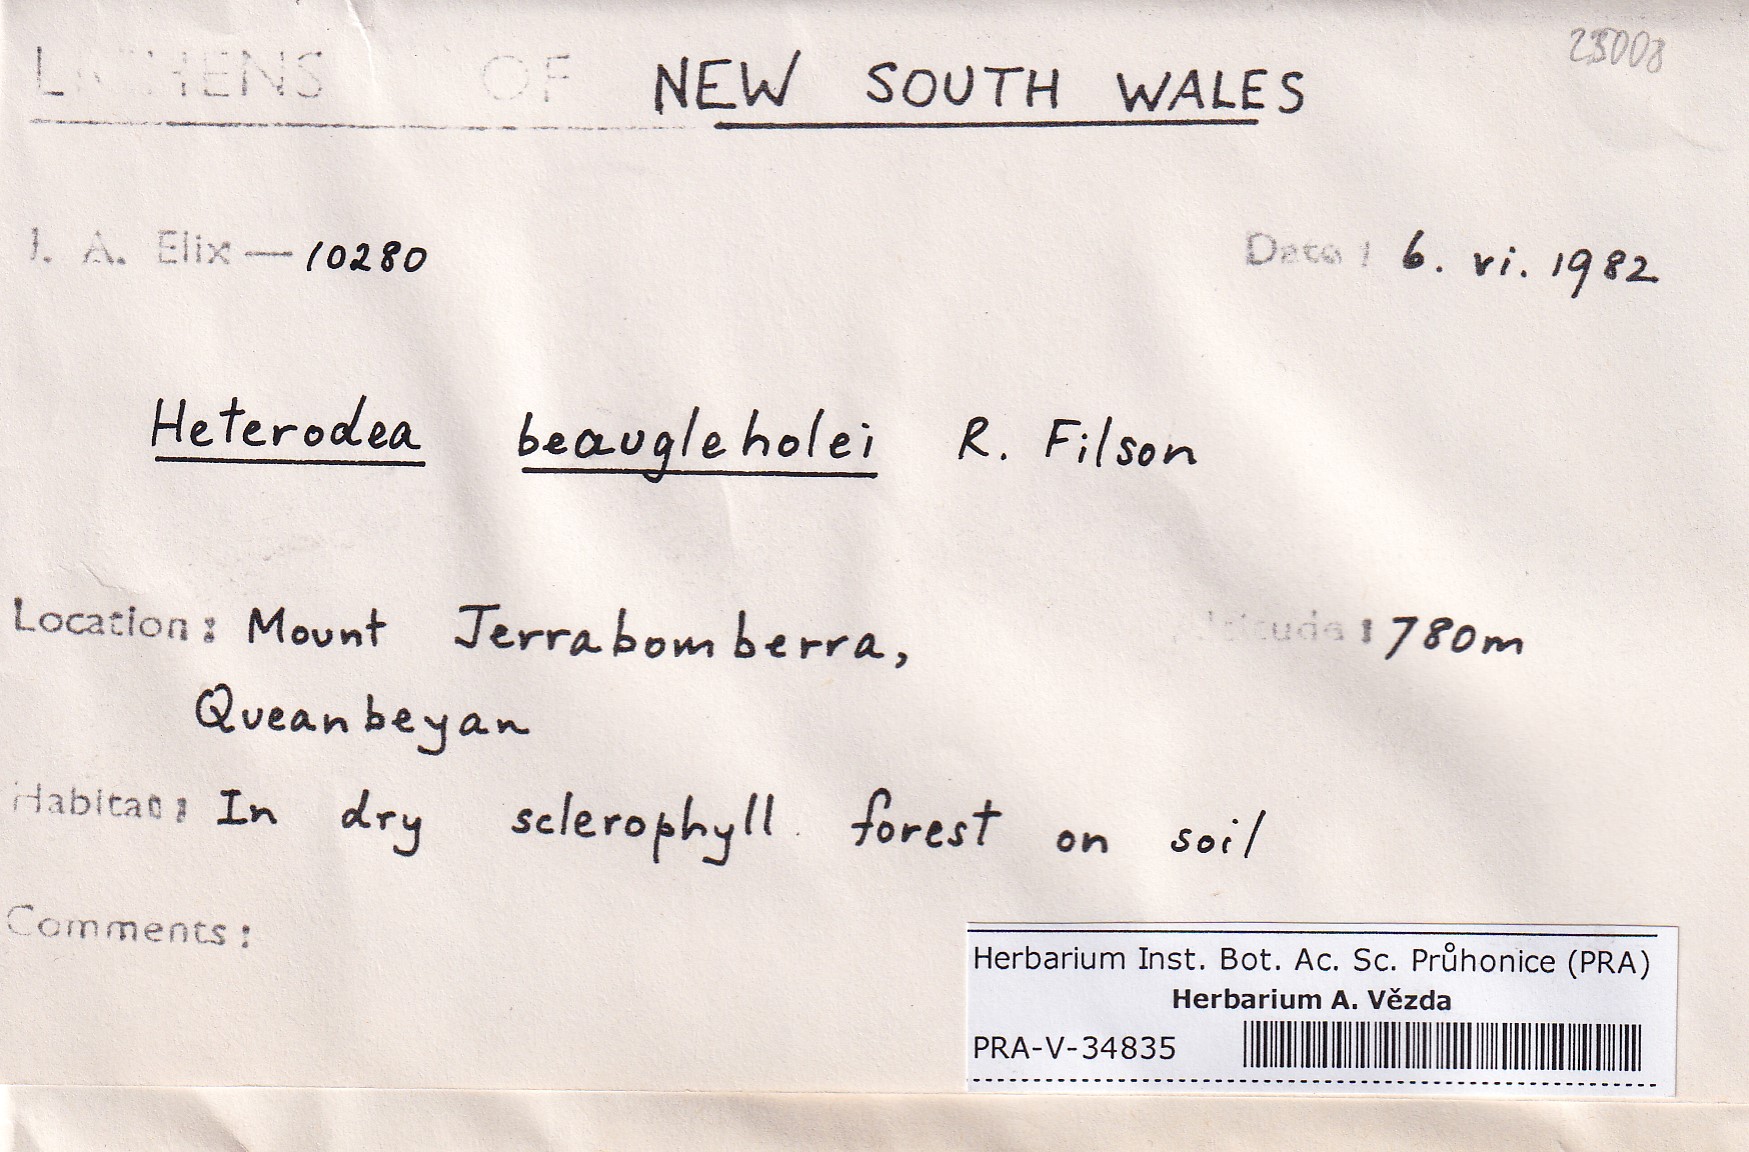 LICHENS OF NEW SOUTH WALES
J. A. Elix — 10280 Date: 6. vi. 1982
Heterodea beaugleholei R. Filson
Location: Mount Jerrabomberra, Altitude: 780m
Queanbeyan
Habitat: In dry sclerophyll forest on soil
Comments:
Herbarium Inst. Bot. Ac. Sc. Průhonice (PRA)
Herbarium A. Vězda
PRA-V-34835